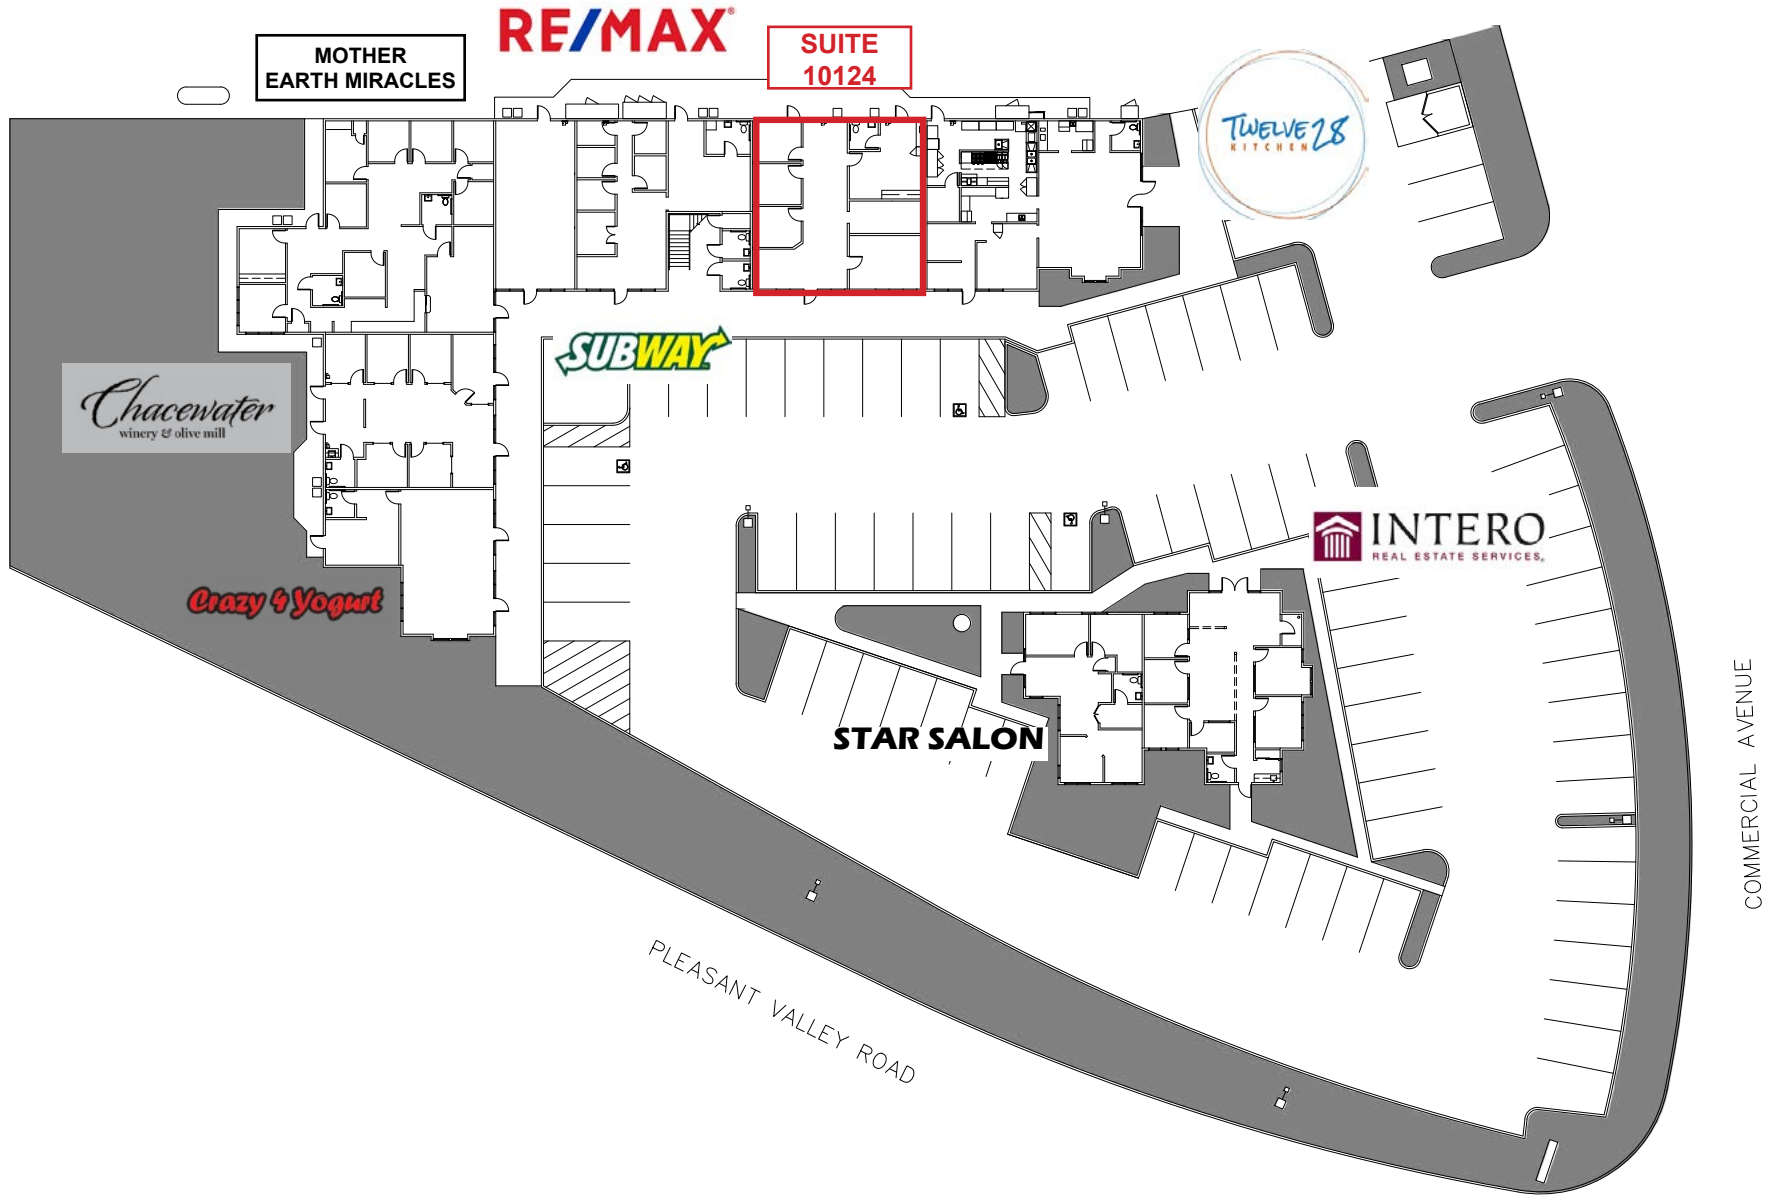 RE/MAX®
MOTHER
EARTH MIRACLES
SUITE
10124
TWELVE 28
KITCHEN
SUBWAY
Chacewater
winery & olive mill
INTERO
REAL ESTATE SERVICES
Crazy 4 Yogurt
STAR SALON
COMMERCIAL AVENUE
PLEASANT VALLEY ROAD